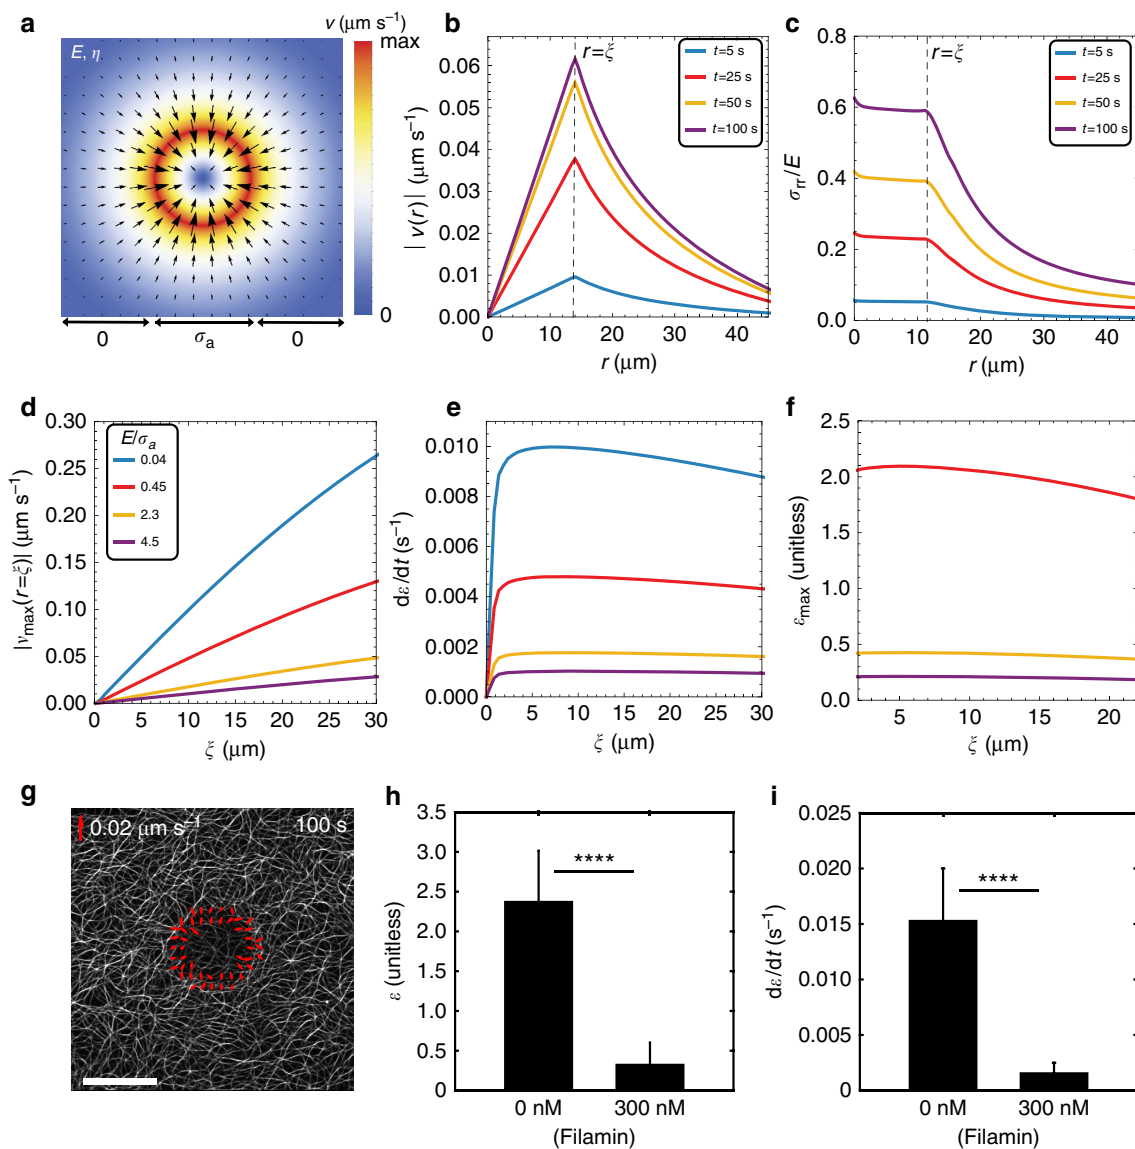 a
v (μm s⁻¹)
E, η
max
0
0 σa 0
b
r=ξ
t=5 s
t=25 s
t=50 s
t=100 s
0.06
0.05
0.04
0.03
0.02
0.01
0.00
| v(r) | (μm s⁻¹)
0 10 20 30 40
r (μm)
c
r=ξ
t=5 s
t=25 s
t=50 s
t=100 s
0.8
0.6
0.4
0.2
0.0
σrr/E
0 10 20 30 40
r (μm)
d
E/σa
0.04
0.45
2.3
4.5
0.30
0.25
0.20
0.15
0.10
0.05
0.00
|vmax(r=ξ)| (μm s⁻¹)
0 5 10 15 20 25 30
ξ (μm)
e
0.010
0.008
0.006
0.004
0.002
0.000
dε/dt (s⁻¹)
0 5 10 15 20 25 30
ξ (μm)
f
2.5
2.0
1.5
1.0
0.5
0.0
εmax (unitless)
5 10 15 20
ξ (μm)
g
0.02 μm s⁻¹
100 s
h
3.5
3.0
2.5
2.0
1.5
1.0
0.5
0
ε (unitless)
****
0 nM 300 nM
(Filamin)
i
0.025
0.020
0.015
0.010
0.005
0
dε/dt (s⁻¹)
****
0 nM 300 nM
(Filamin)